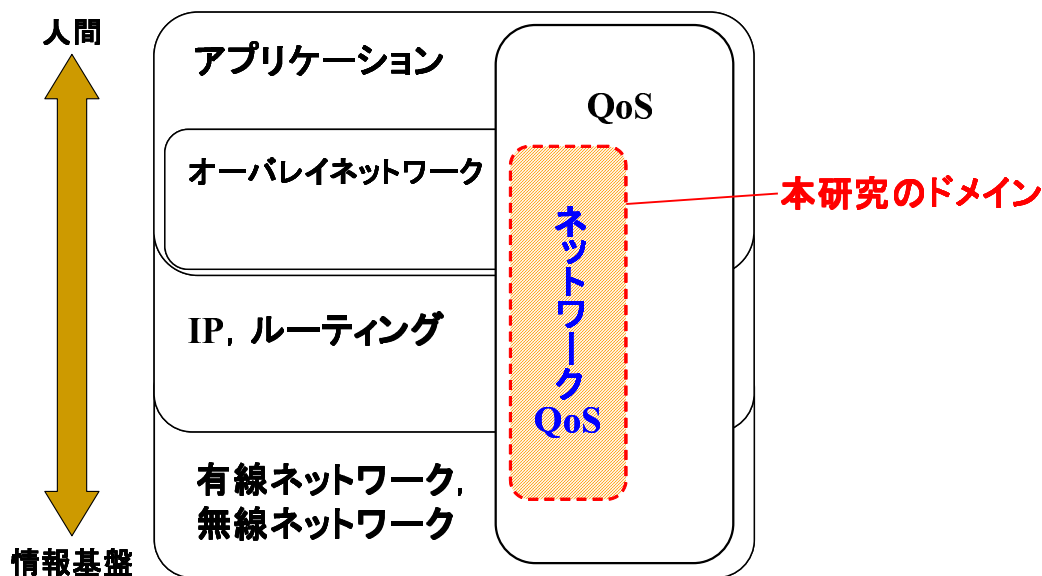 人間
アプリケーション
QoS
オーバレイネットワーク
本研究のドメイン
ネットワーク
QoS
IP, ルーティング
有線ネットワーク,
無線ネットワーク
情報基盤